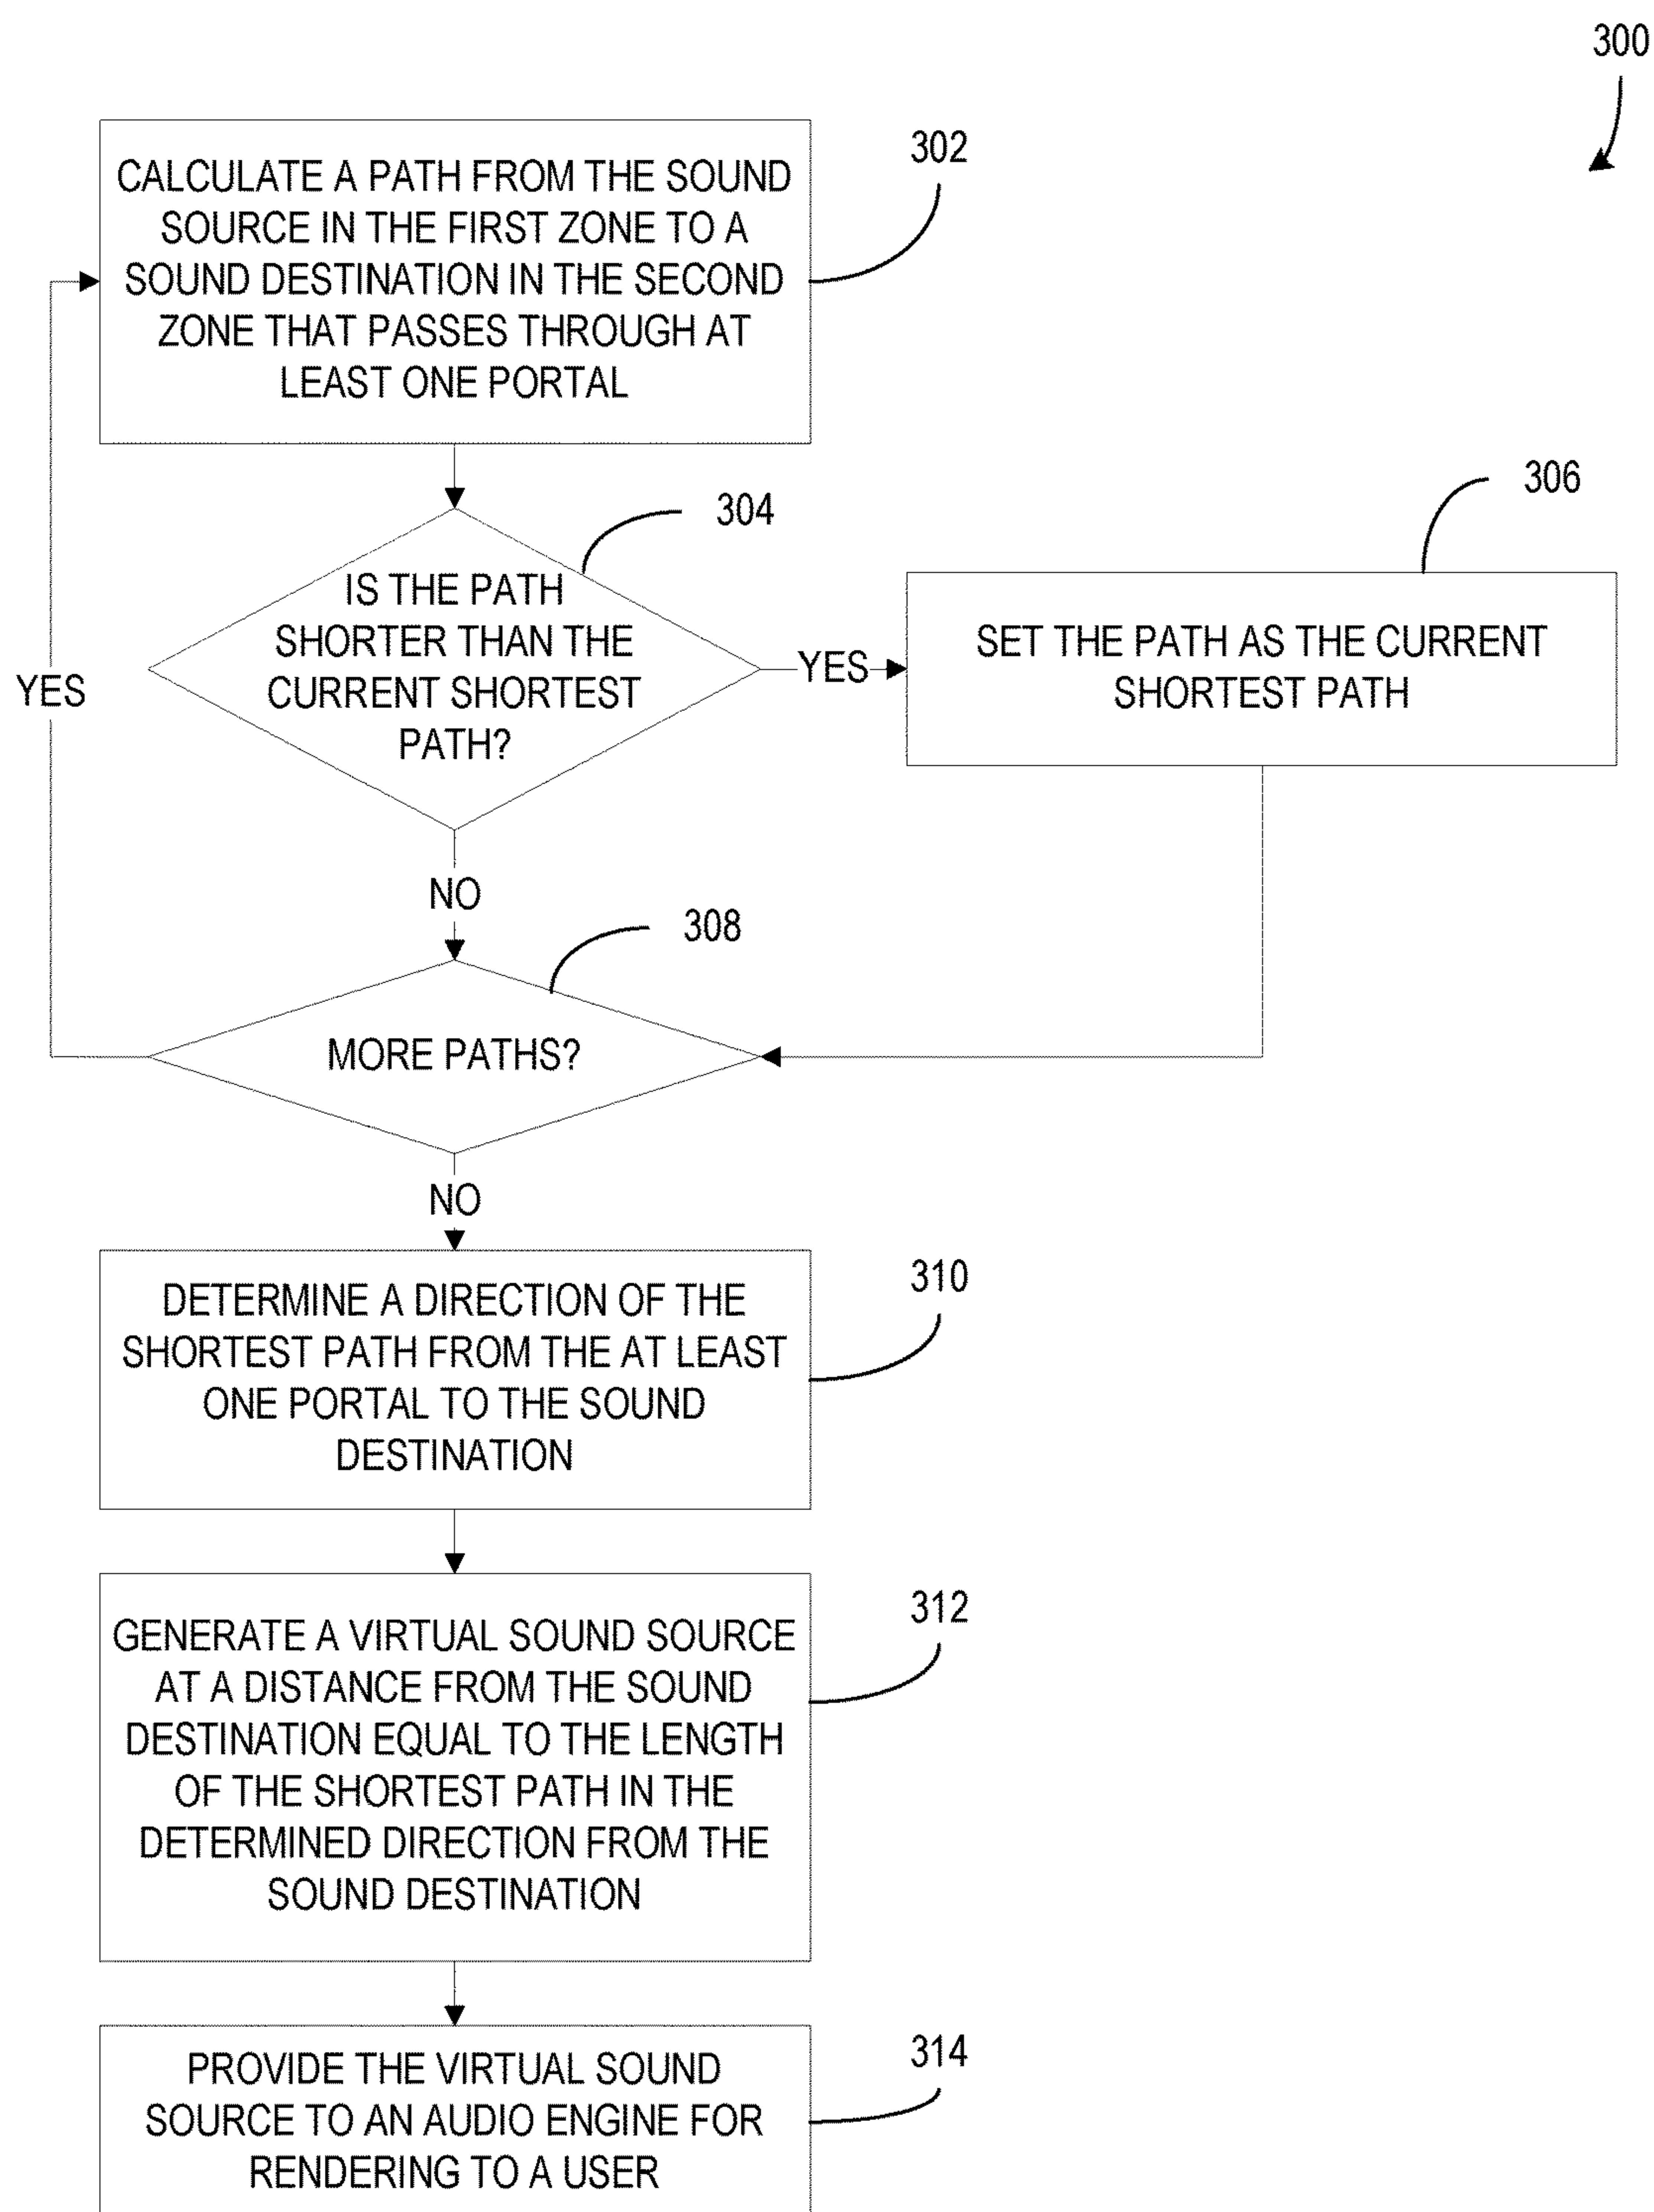 300
302
CALCULATE A PATH FROM THE SOUND
SOURCE IN THE FIRST ZONE TO A
SOUND DESTINATION IN THE SECOND
ZONE THAT PASSES THROUGH AT
LEAST ONE PORTAL
304
306
IS THE PATH
SHORTER THAN THE
CURRENT SHORTEST
PATH?
YES
SET THE PATH AS THE CURRENT
SHORTEST PATH
YES
NO
308
MORE PATHS?
NO
310
DETERMINE A DIRECTION OF THE
SHORTEST PATH FROM THE AT LEAST
ONE PORTAL TO THE SOUND
DESTINATION
312
GENERATE A VIRTUAL SOUND SOURCE
AT A DISTANCE FROM THE SOUND
DESTINATION EQUAL TO THE LENGTH
OF THE SHORTEST PATH IN THE
DETERMINED DIRECTION FROM THE
SOUND DESTINATION
314
PROVIDE THE VIRTUAL SOUND
SOURCE TO AN AUDIO ENGINE FOR
RENDERING TO A USER